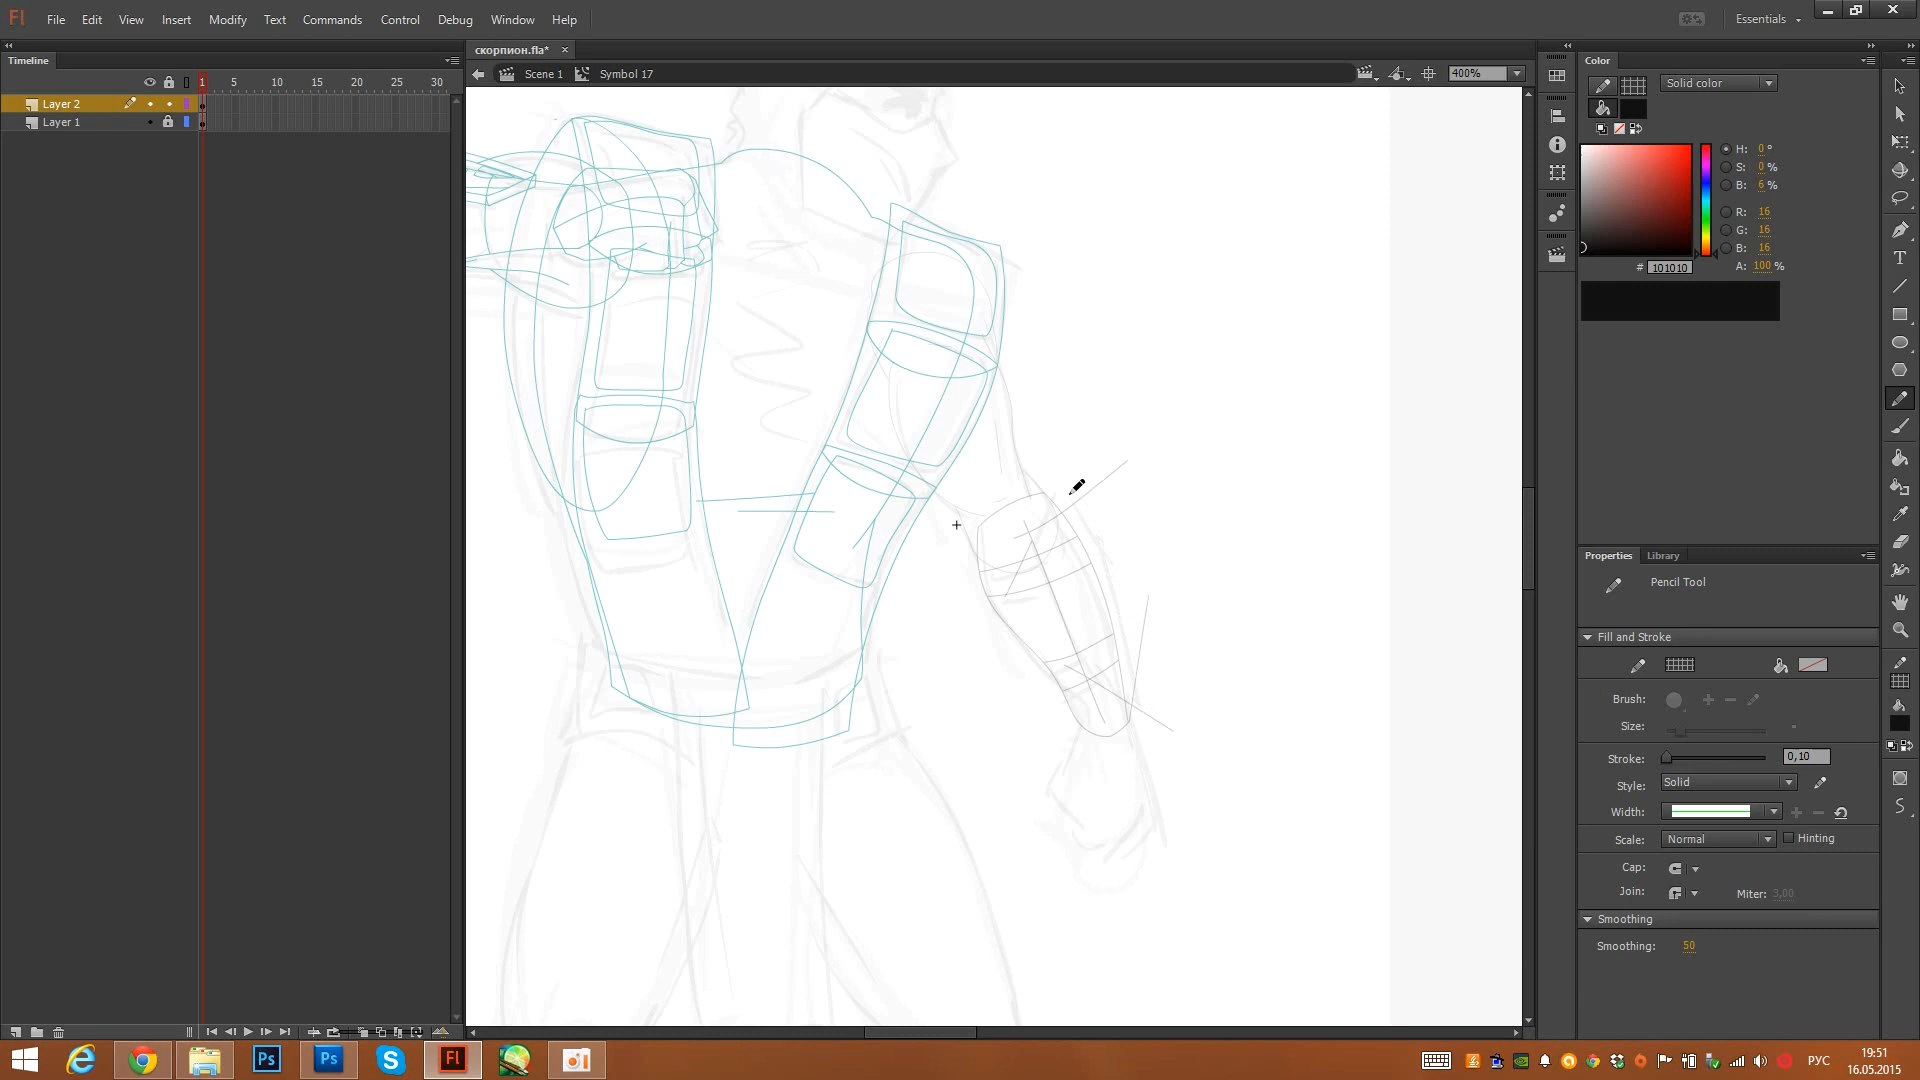 Fl File Edit View Insert Modify Text Commands Control Debug Window Help Essentials
Timeline
скорпион.fla*
Scene 1 Symbol 17 400%
1 5 10 15 20 25 30
Layer 2
Layer 1
Color
Solid color
H: 0 °
S: 0 %
B: 6 %
R: 16
G: 16
B: 16
# 101010 A: 100 %
Properties Library
Pencil Tool
Fill and Stroke
Brush:
Size:
Stroke: 0,10
Style: Solid
Width:
Scale: Normal Hinting
Cap:
Join: Miter: 3,00
Smoothing
Smoothing: 50
Ps Ps Fl
РУС
19:51
16.05.2015